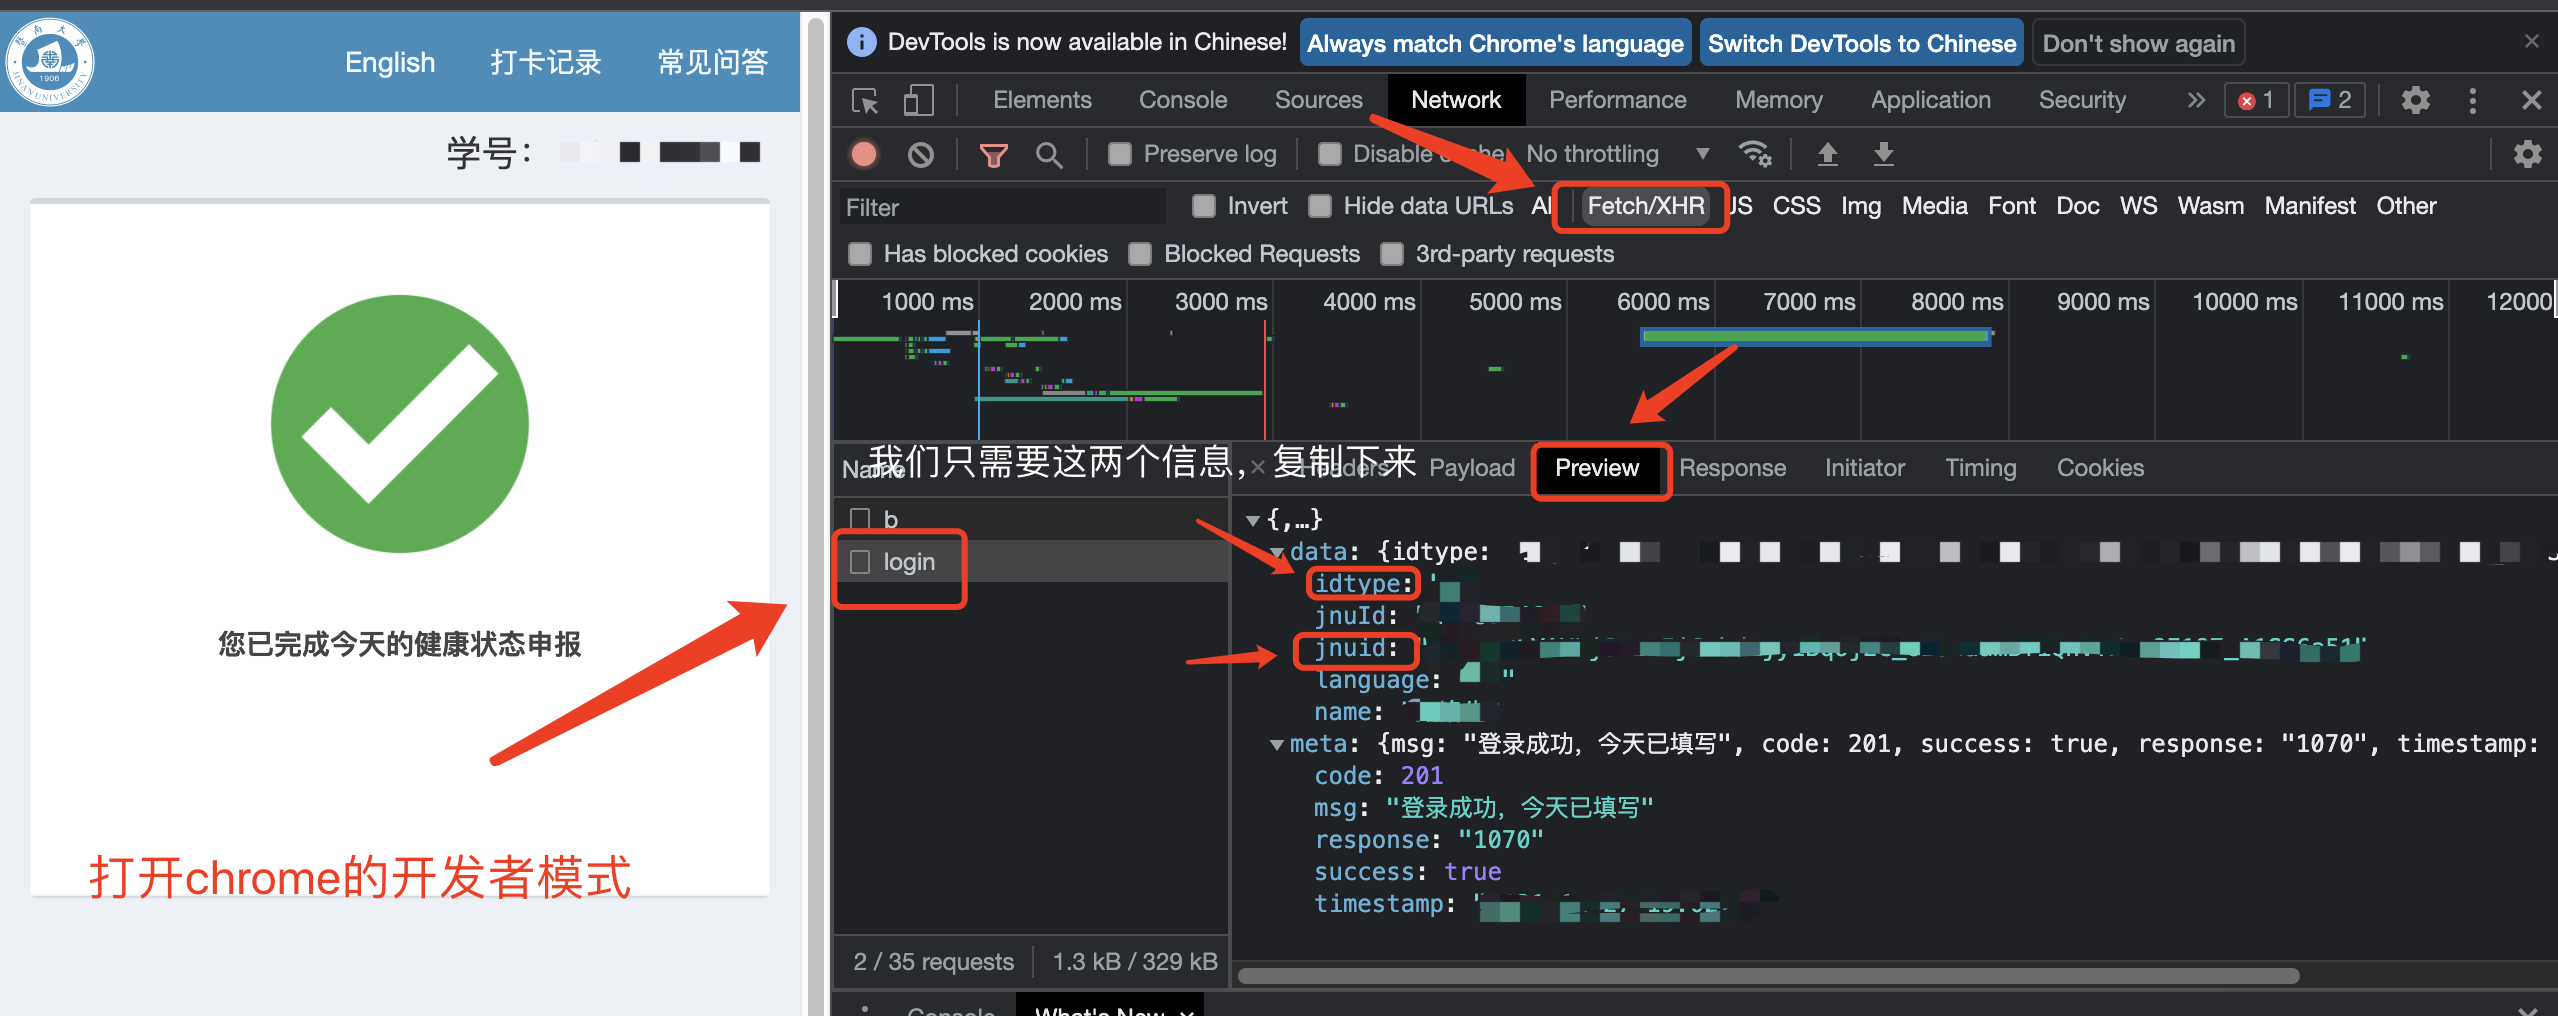 English 打卡记录 常见问答
暨南大学
1906
JINAN UNIVERSITY
学号：
您已完成今天的健康状态申报
打开chrome的开发者模式
DevTools is now available in Chinese! Always match Chrome's language Switch DevTools to Chinese Don't show again
Elements Console Sources Network Performance Memory Application Security 1 2
Preserve log Disable cache No throttling
Filter Invert Hide data URLs Al Fetch/XHR JS CSS Img Media Font Doc WS Wasm Manifest Other
Has blocked cookies Blocked Requests 3rd-party requests
1000 ms 2000 ms 3000 ms 4000 ms 5000 ms 6000 ms 7000 ms 8000 ms 9000 ms 10000 ms 11000 ms 12000
我们只需要这两个信息，复制下来
Name Headers Payload Preview Response Initiator Timing Cookies
b
login
{,…}
data: {idtype:
idtype:
jnuId:
jnuid:
language:
name:
meta: {msg: "登录成功，今天已填写", code: 201, success: true, response: "1070", timestamp:
code: 201
msg: "登录成功，今天已填写"
response: "1070"
success: true
timestamp:
2 / 35 requests 1.3 kB / 329 kB
Console What's New